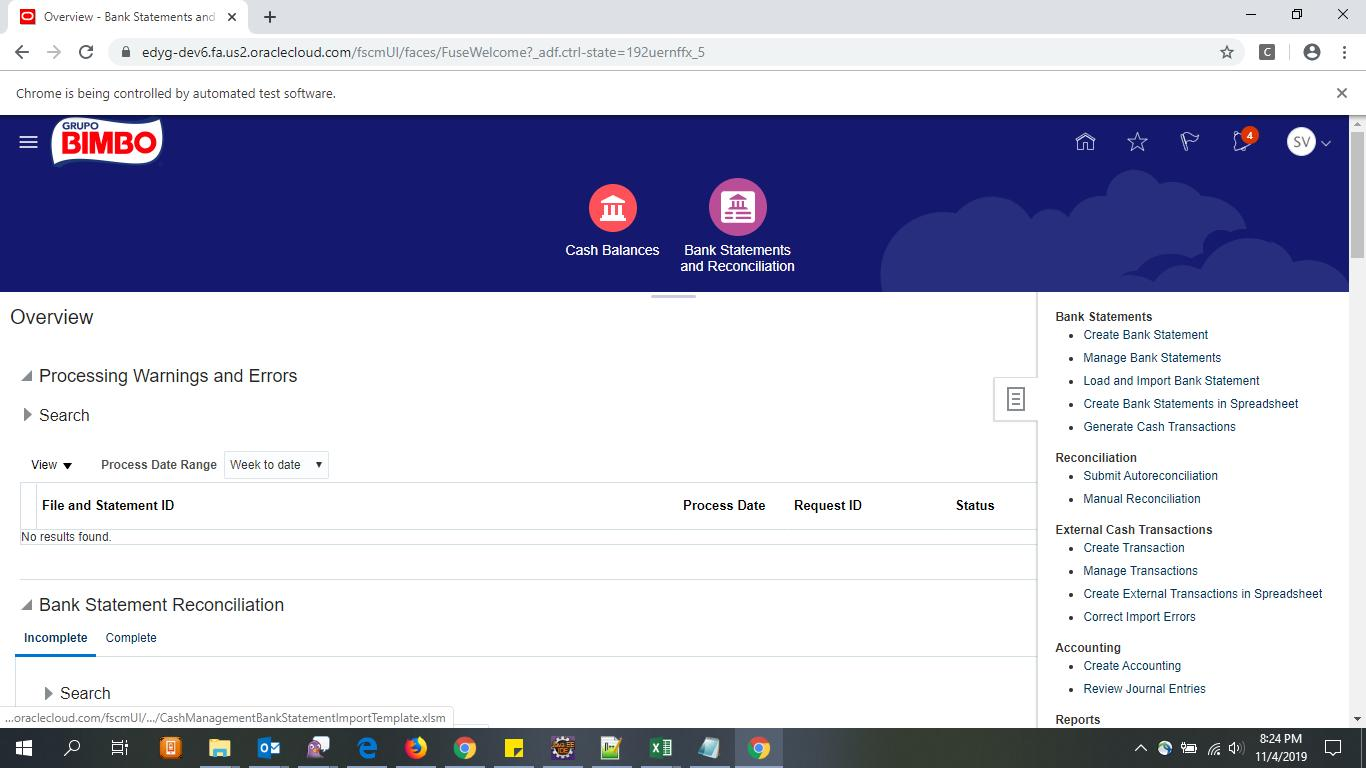 Overview - Bank Statements and
edyg-dev6.fa.us2.oraclecloud.com/fscmUI/faces/FuseWelcome?_adf.ctrl-state=192uernffx_5
C
Chrome is being controlled by automated test software.
GRUPO
BIMBO
4
SV
Cash Balances
Bank Statements
and Reconciliation
Overview
Processing Warnings and Errors
Search
View
Process Date Range
Week to date
File and Statement ID
Process Date
Request ID
Status
No results found.
Bank Statement Reconciliation
Incomplete
Complete
Search
Bank Statements
Create Bank Statement
Manage Bank Statements
Load and Import Bank Statement
Create Bank Statements in Spreadsheet
Generate Cash Transactions
Reconciliation
Submit Autoreconciliation
Manual Reconciliation
External Cash Transactions
Create Transaction
Manage Transactions
Create External Transactions in Spreadsheet
Correct Import Errors
Accounting
Create Accounting
Review Journal Entries
Reports
...oraclecloud.com/fscmUI/.../CashManagementBankStatementImportTemplate.xlsm
8:24 PM
11/4/2019